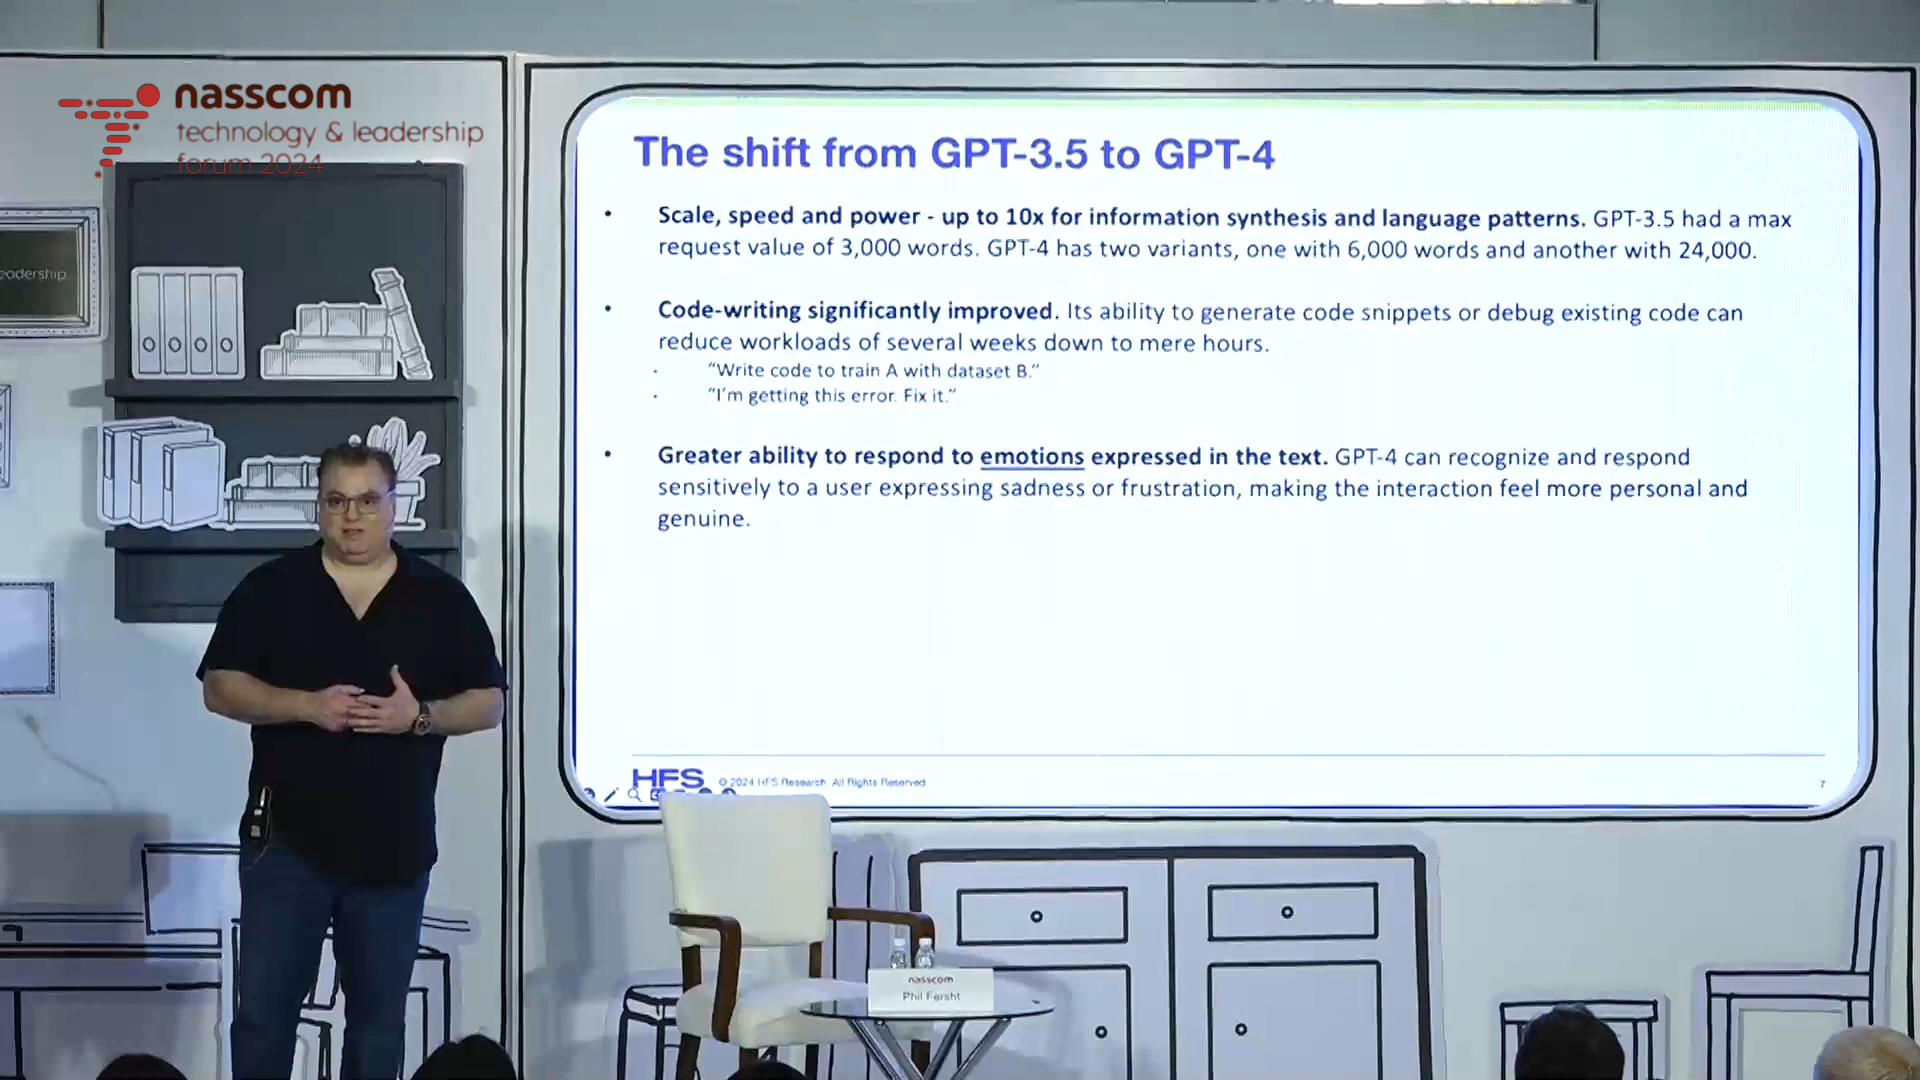 nasscom
technology & leadership
forum 2024
eadership
The shift from GPT-3.5 to GPT-4
• Scale, speed and power - up to 10x for information synthesis and language patterns. GPT-3.5 had a max
request value of 3,000 words. GPT-4 has two variants, one with 6,000 words and another with 24,000.
• Code-writing significantly improved. Its ability to generate code snippets or debug existing code can
reduce workloads of several weeks down to mere hours.
• "Write code to train A with dataset B."
• "I'm getting this error. Fix it."
• Greater ability to respond to emotions expressed in the text. GPT-4 can recognize and respond
sensitively to a user expressing sadness or frustration, making the interaction feel more personal and
genuine.
HFS © 2024 HFS Research. All Rights Reserved 7
nasscom
Phil Fersht